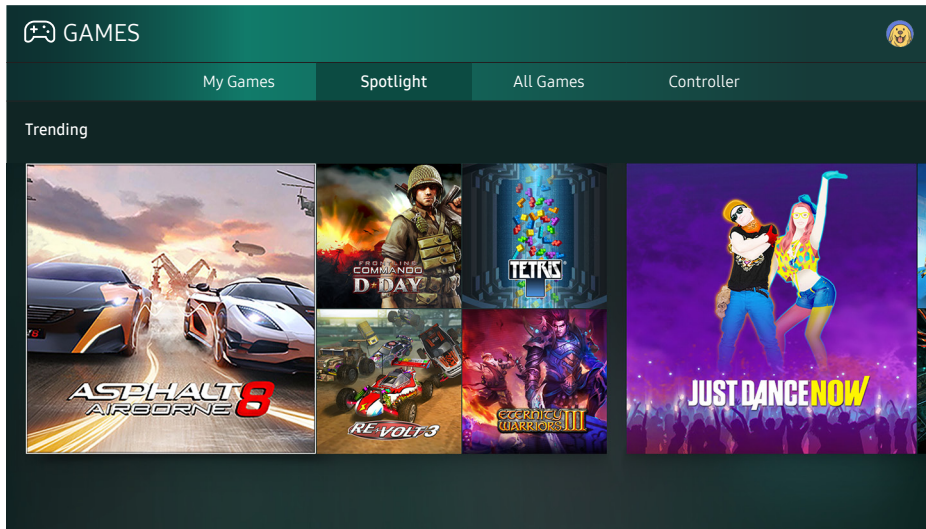 GAMES
My Games
Spotlight
All Games
Controller
Trending
ASPHALT 8
AIRBORNE
FRONTLINE
COMMANDO
D★DAY
TETRIS
RE★VOLT 3
ETERNITY
WARRIORS III
JUST DANCE NOW